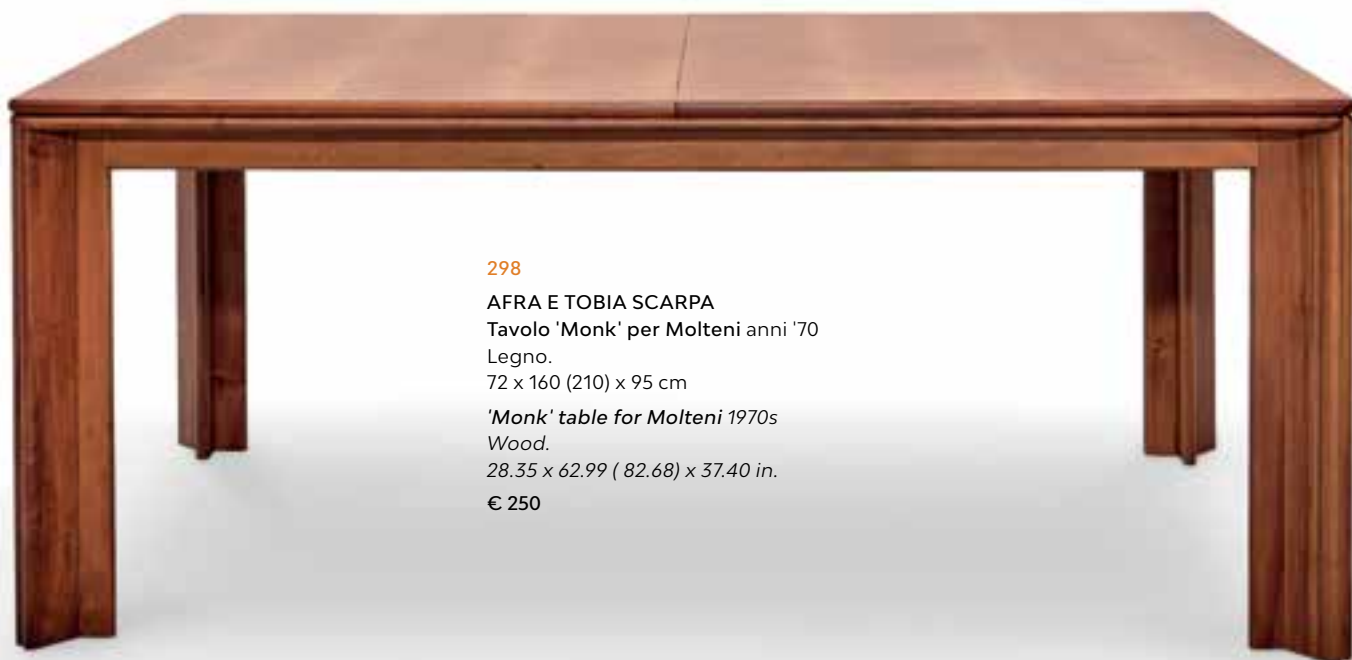 298
AFRA E TOBIA SCARPA
Tavolo 'Monk' per Molteni anni '70
Legno.
72 x 160 (210) x 95 cm
'Monk' table for Molteni 1970s
Wood.
28.35 x 62.99 ( 82.68) x 37.40 in.
€ 250